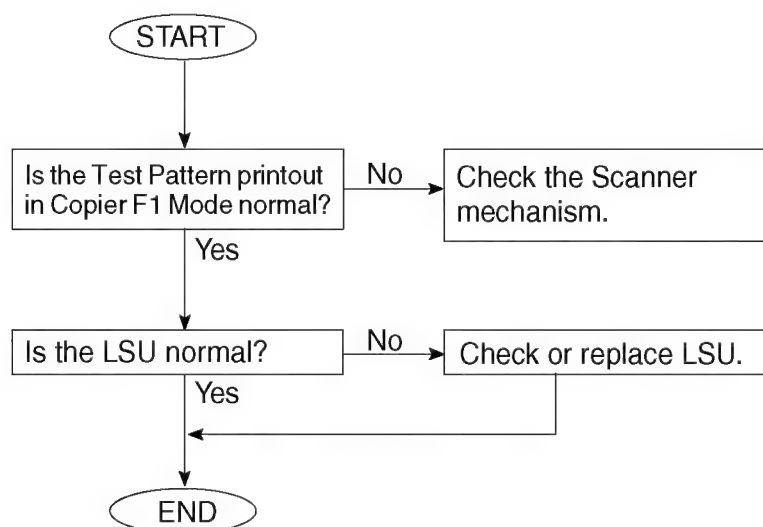 START
Is the Test Pattern printout
in Copier F1 Mode normal?
No
Check the Scanner
mechanism.
Yes
Is the LSU normal?
No
Check or replace LSU.
Yes
END